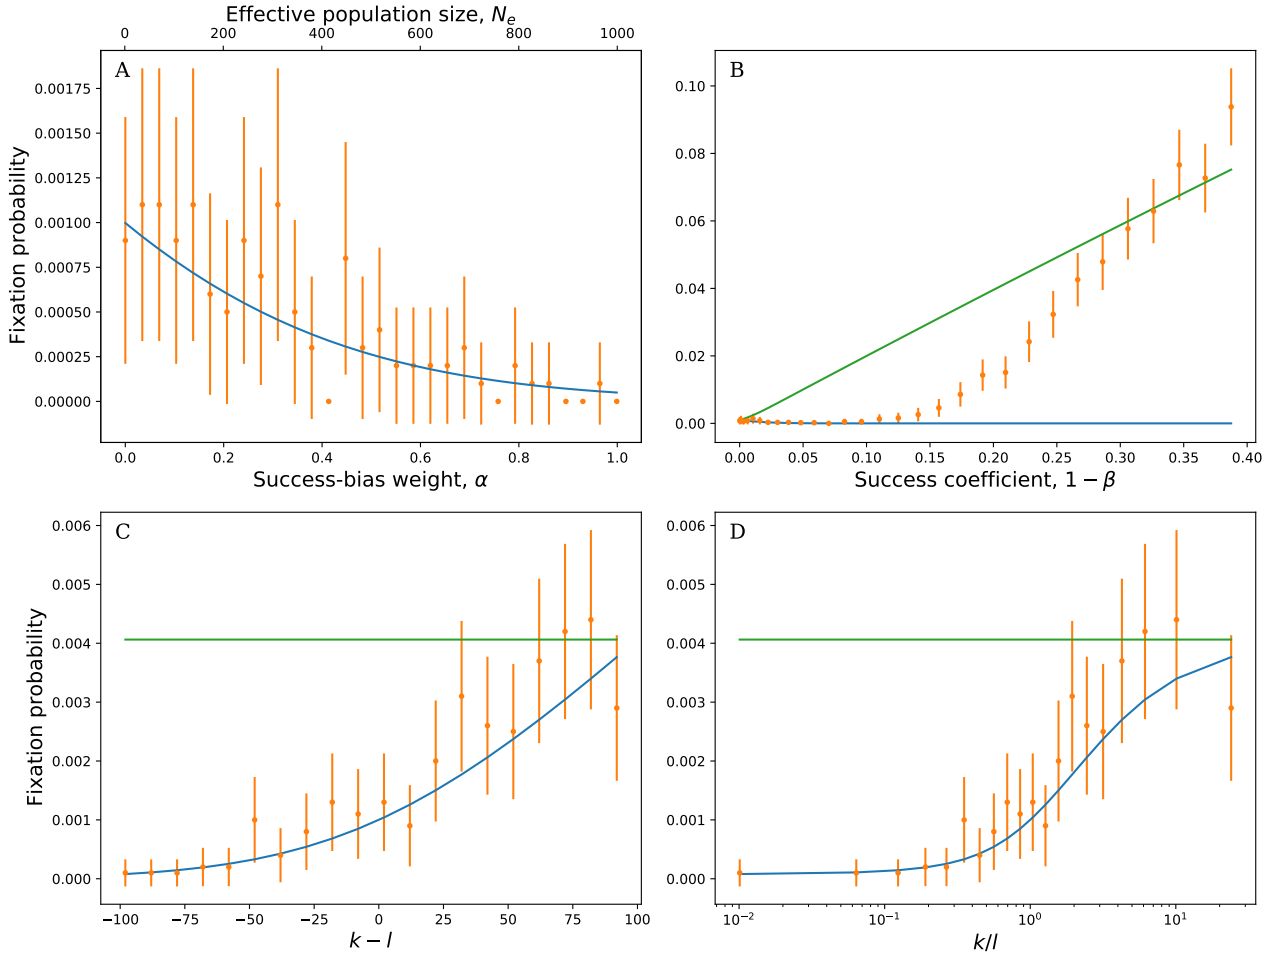 Effective population size, Nₑ
0 200 400 600 800 1000
A
0.00175
0.00150
0.00125
0.00100
0.00075
0.00050
0.00025
0.00000
Fixation probability
0.0 0.2 0.4 0.6 0.8 1.0
Success-bias weight, α
B
0.10
0.08
0.06
0.04
0.02
0.00
0.00 0.05 0.10 0.15 0.20 0.25 0.30 0.35 0.40
Success coefficient, 1 − β
C
0.006
0.005
0.004
0.003
0.002
0.001
0.000
Fixation probability
−100 −75 −50 −25 0 25 50 75 100
k − l
D
0.006
0.005
0.004
0.003
0.002
0.001
0.000
10⁻² 10⁻¹ 10⁰ 10¹
k/l